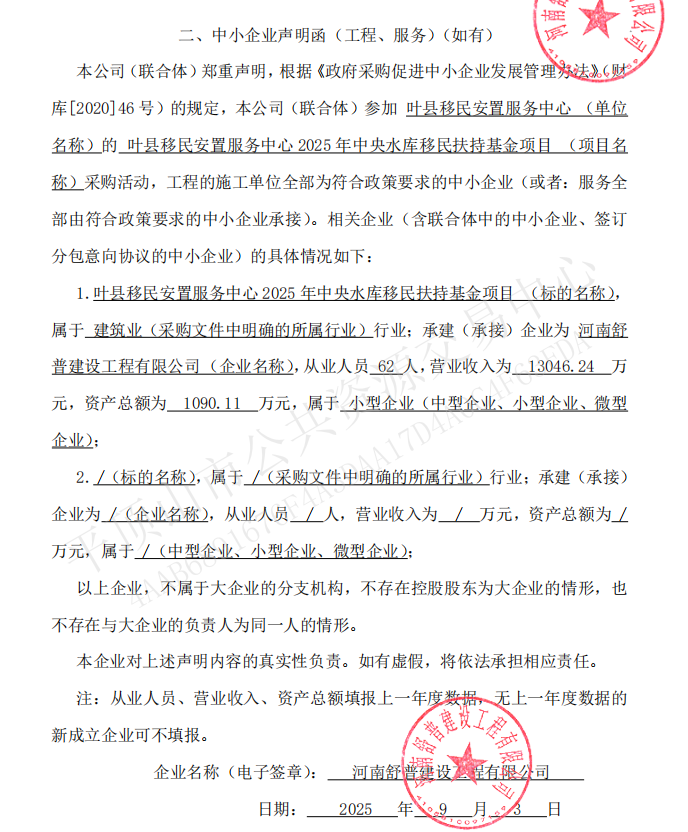 二、中小企业声明函（工程、服务）（如有）
本公司（联合体）郑重声明，根据《政府采购促进中小企业发展管理办法》（财
库[2020]46 号）的规定，本公司（联合体）参加 叶县移民安置服务中心 （单位
名称）的 叶县移民安置服务中心 2025 年中央水库移民扶持基金项目 （项目名
称）采购活动，工程的施工单位全部为符合政策要求的中小企业（或者：服务全
部由符合政策要求的中小企业承接）。相关企业（含联合体中的中小企业、签订
分包意向协议的中小企业）的具体情况如下：
1.叶县移民安置服务中心 2025 年中央水库移民扶持基金项目 （标的名称），
属于 建筑业（采购文件中明确的所属行业）行业；承建（承接）企业为 河南舒
普建设工程有限公司（企业名称），从业人员 62 人，营业收入为 13046.24 万
元，资产总额为 1090.11 万元，属于 小型企业（中型企业、小型企业、微型
企业）；
2. /（标的名称），属于 /（采购文件中明确的所属行业）行业；承建（承接）
企业为 /（企业名称），从业人员 / 人，营业收入为 / 万元，资产总额为 /
万元，属于 /（中型企业、小型企业、微型企业）；
以上企业，不属于大企业的分支机构，不存在控股股东为大企业的情形，也
不存在与大企业的负责人为同一人的情形。
本企业对上述声明内容的真实性负责。如有虚假，将依法承担相应责任。
注：从业人员、营业收入、资产总额填报上一年度数据，无上一年度数据的
新成立企业可不填报。
企业名称（电子签章）： 河南舒普建设工程有限公司
日期： 2025 年 9 月 3 日
河南舒普建设工程有限公司
平顶山市公共资源交易中心